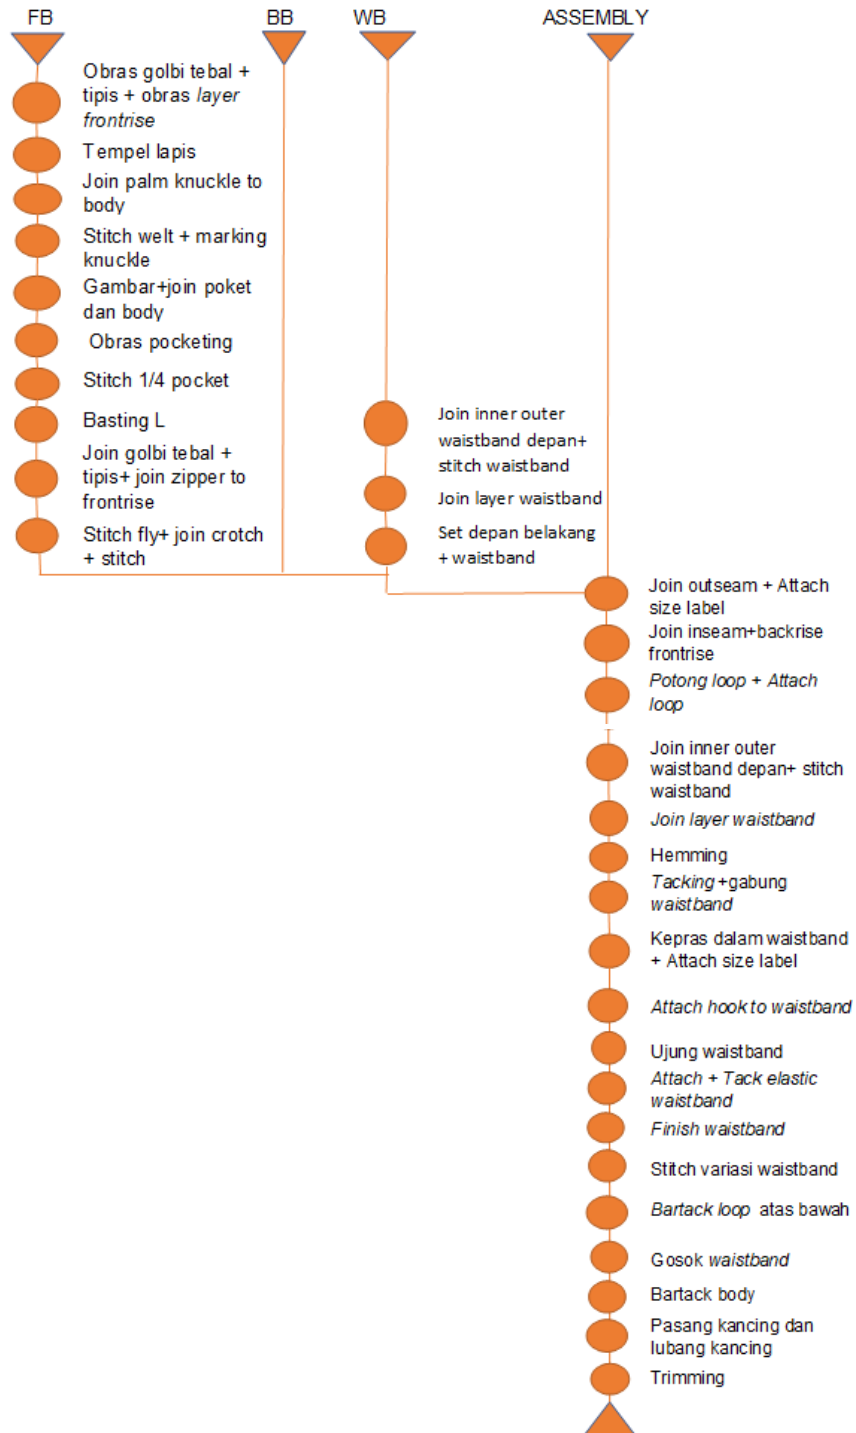 FB
BB
WB
ASSEMBLY
Obras golbi tebal +
tipis + obras layer
frontrise
Tempel lapis
Join palm knuckle to
body
Stitch welt + marking
knuckle
Gambar+join poket
dan body
Obras pocketing
Stitch 1/4 pocket
Basting L
Join golbi tebal +
tipis+ join zipper to
frontrise
Stitch fly+ join crotch
+ stitch
Join inner outer
waistband depan+
stitch waistband
Join layer waistband
Set depan belakang
+ waistband
Join outseam + Attach
size label
Join inseam+backrise
frontrise
Potong loop + Attach
loop
Join inner outer
waistband depan+ stitch
waistband
Join layer waistband
Hemming
Tacking+gabung
waistband
Kepras dalam waistband
+ Attach size label
Attach hook to waistband
Ujung waistband
Attach + Tack elastic
waistband
Finish waistband
Stitch variasi waistband
Bartack loop atas bawah
Gosok waistband
Bartack body
Pasang kancing dan
lubang kancing
Trimming